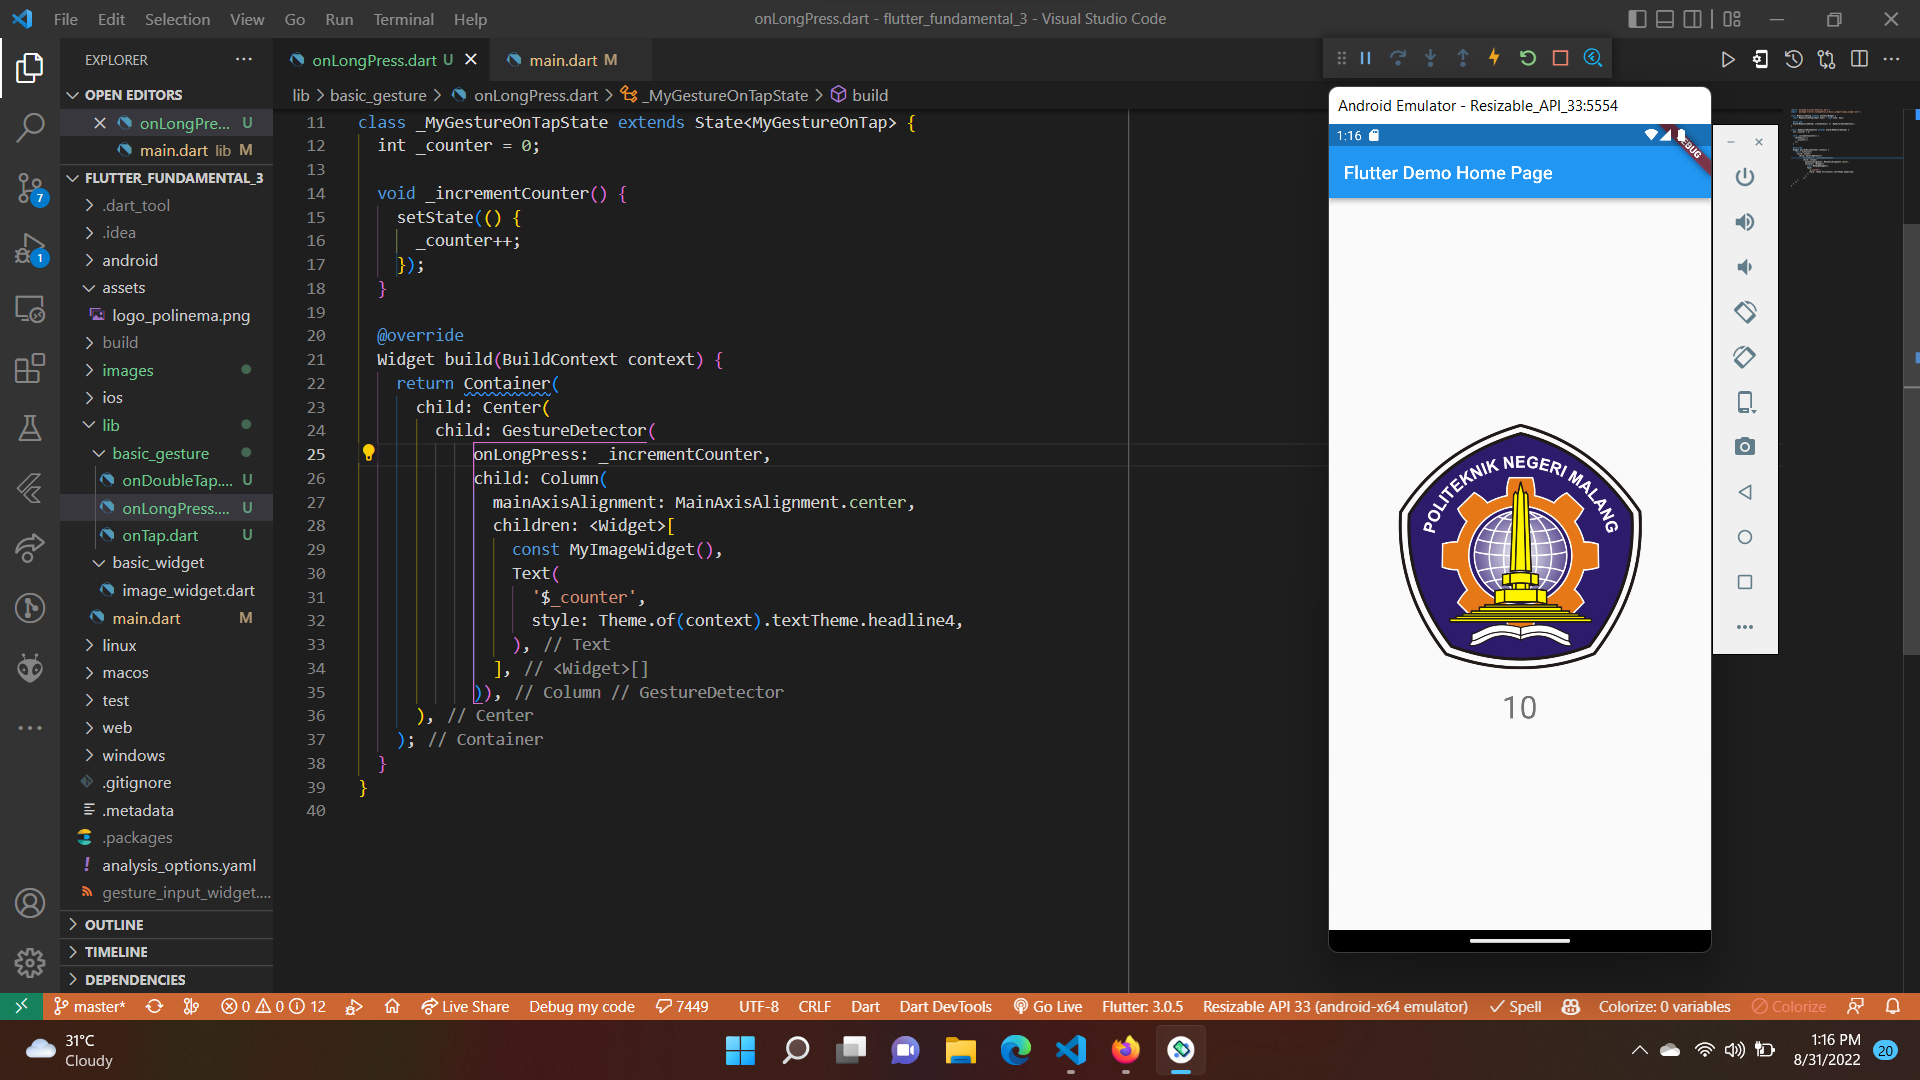 File Edit Selection View Go Run Terminal Help
onLongPress.dart - flutter_fundamental_3 - Visual Studio Code
EXPLORER
OPEN EDITORS
onLongPre... U
main.dart lib M
FLUTTER_FUNDAMENTAL_3
.dart_tool
.idea
android
assets
logo_polinema.png
build
images
ios
lib
basic_gesture
onDoubleTap.... U
onLongPress.... U
onTap.dart U
basic_widget
image_widget.dart
main.dart M
linux
macos
test
web
windows
.gitignore
.metadata
.packages
analysis_options.yaml
gesture_input_widget....
OUTLINE
TIMELINE
DEPENDENCIES
7
1
onLongPress.dart U
main.dart M
lib > basic_gesture > onLongPress.dart > _MyGestureOnTapState > build
11 class _MyGestureOnTapState extends State<MyGestureOnTap> {
12 int _counter = 0;
13
14 void _incrementCounter() {
15 setState(() {
16 _counter++;
17 });
18 }
19
20 @override
21 Widget build(BuildContext context) {
22 return Container(
23 child: Center(
24 child: GestureDetector(
25 onLongPress: _incrementCounter,
26 child: Column(
27 mainAxisAlignment: MainAxisAlignment.center,
28 children: <Widget>[
29 const MyImageWidget(),
30 Text(
31 '$_counter',
32 style: Theme.of(context).textTheme.headline4,
33 ), // Text
34 ], // <Widget>[]
35 )), // Column // GestureDetector
36 ), // Center
37 ); // Container
38 }
39 }
40
Android Emulator - Resizable_API_33:5554
1:16
Flutter Demo Home Page
POLITEKNIK NEGERI MALANG
10
master* 0 0 12 Live Share Debug my code 7449 UTF-8 CRLF Dart Dart DevTools Go Live Flutter: 3.0.5 Resizable API 33 (android-x64 emulator) Spell Colorize: 0 variables Colorize
31°C
Cloudy
1:16 PM
8/31/2022
20